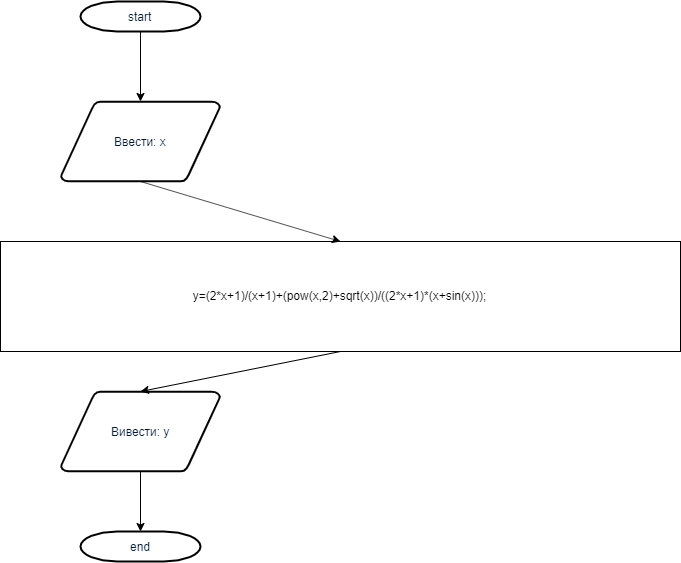 start
Ввести: x
y=(2*x+1)/(x+1)+(pow(x,2)+sqrt(x))/((2*x+1)*(x+sin(x)));
Вивести: y
end